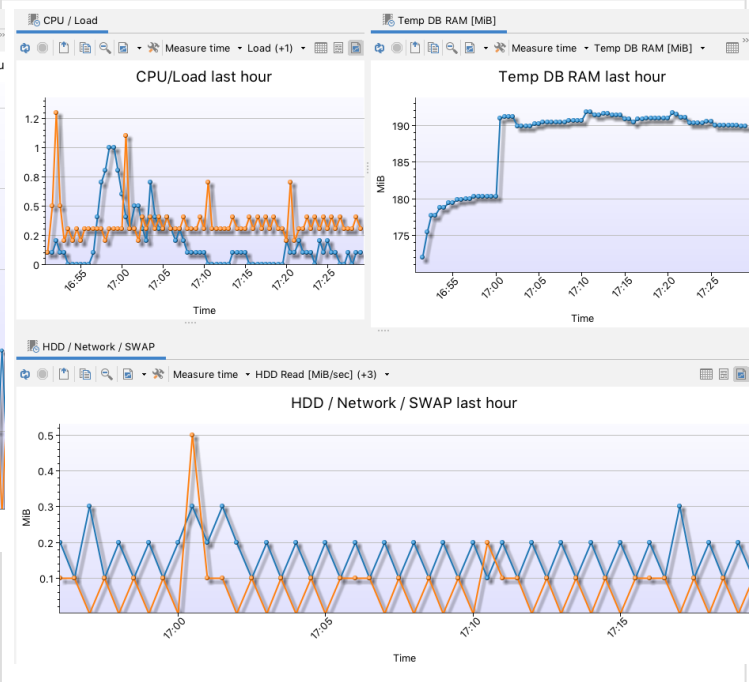 CPU / Load
Measure time Load (+1)
CPU/Load last hour
1.2
1
0.8
0.5
0.2
0
16:55 17:00 17:05 17:10 17:15 17:20 17:25
Time
Temp DB RAM [MiB]
»
Measure time Temp DB RAM [MiB]
Temp DB RAM last hour
MiB
190
185
180
175
16:55 17:00 17:05 17:10 17:15 17:20 17:25
Time
HDD / Network / SWAP
Measure time HDD Read [MiB/sec] (+3)
HDD / Network / SWAP last hour
MiB
0.5
0.4
0.3
0.2
0.1
17:00 17:05 17:10 17:15
Time